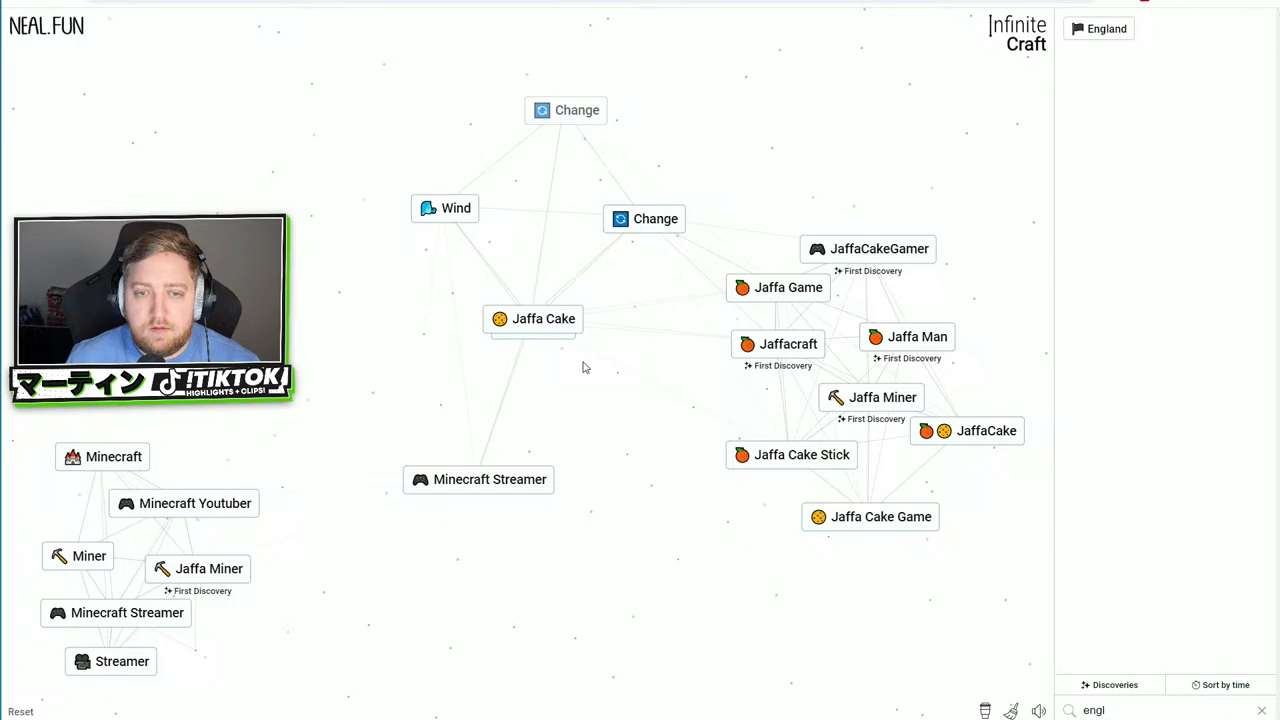 NEAL.FUN
Infinite
Craft
England
Change
Wind
Change
JaffaCakeGamer
First Discovery
Jaffa Game
Jaffa Cake
Jaffacraft
First Discovery
Jaffa Man
First Discovery
Jaffa Miner
First Discovery
JaffaCake
Jaffa Cake Stick
Minecraft Streamer
Jaffa Cake Game
マーティン
!TIKTOK
HIGHLIGHTS + CLIPS!
Minecraft
Minecraft Youtuber
Miner
Jaffa Miner
First Discovery
Minecraft Streamer
Streamer
Discoveries
Sort by time
Reset
engl